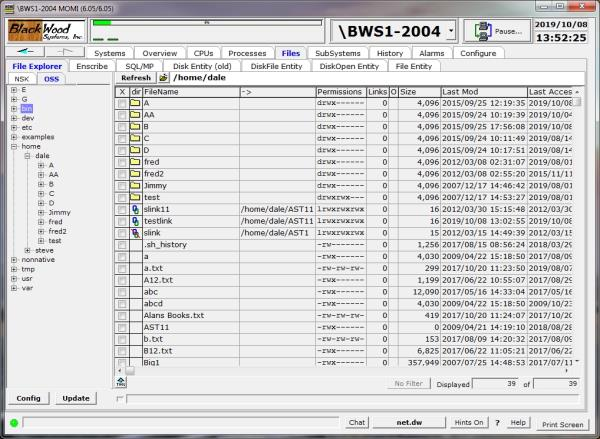 \BWS1-2004 MOMI (6.05/6.05)
BlackWood Systems, Inc.
\BWS1-2004
Pause...
2019/10/08
13:52:25
Systems Overview CPUs Processes Files SubSystems History Alarms Configure
File Explorer Enscribe SQL/MP Disk Entity (old) DiskFile Entity DiskOpen Entity File Entity
NSK OSS
Refresh /home/dale
X dir FileName -> Permissions Links O Size Last Mod Last Acces
E
G
bin
dev
etc
examples
home
dale
A
AA
B
C
D
Jimmy
fred
fred2
test
steve
nonnative
tmp
usr
var
A drwx------ 0 4,096 2015/09/25 12:19:35 2019/10/08
AA drwx------ 0 4,096 2015/09/24 10:19:39 2019/10/04
B drwx------ 0 4,096 2015/09/25 17:56:08 2018/10/08
C drwx------ 0 4,096 2015/09/24 10:11:49 2019/08/14
D drwx------ 0 4,096 2015/09/24 10:17:51 2019/08/14
fred drwx------ 0 4,096 2012/03/08 02:31:07 2019/08/01
fred2 drwx------ 0 4,096 2012/03/08 02:55:20 2015/11/11
Jimmy drwx------ 0 4,096 2007/12/17 14:46:42 2019/08/01
test drwx------ 0 4,096 2007/12/17 14:53:27 2019/08/01
slink11 /home/dale/AST11 lrwxrwxrwx 0 16 2012/03/30 15:15:48 2012/03/30
testlink /home/dale/AST11 lrwxrwxrwx 0 16 2019/10/08 13:02:55 2019/10/08
slink /home/dale/AST1 lrwxrwxrwx 0 15 2012/03/15 14:49:39 2012/03/15
.sh_history -rw------- 0 1,256 2017/08/15 08:56:24 2018/03/29
a -rwx------ 0 4,030 2009/04/22 15:18:50 2017/08/09
a.txt -rw-rw-rw- 0 299 2017/10/20 11:23:50 2019/08/07
A12.txt -rwx------ 0 1,199 2017/06/22 10:55:07 2017/08/29
abc -rwx------ 0 12,090 2017/05/16 14:33:04 2017/05/16
abcd -rwx------ 0 4,030 2009/04/22 15:18:50 2009/10/23
Alans Books.txt -rwx------ 0 419 2017/10/20 11:24:07 2017/10/20
AST11 -rw------- 0 0 2009/04/21 14:19:10 2018/08/28
b.txt -rw-rw-rw- 0 153 2017/08/09 14:20:32 2017/08/09
B12.txt -rwx------ 0 6,825 2017/06/22 11:05:21 2017/06/22
Big1 -rwx------ 0 357,949 2007/07/25 14:48:53 2017/07/11
No Filter Displayed 39 of 39
Config Update
Chat net.dw Hints On ? Help Print Screen